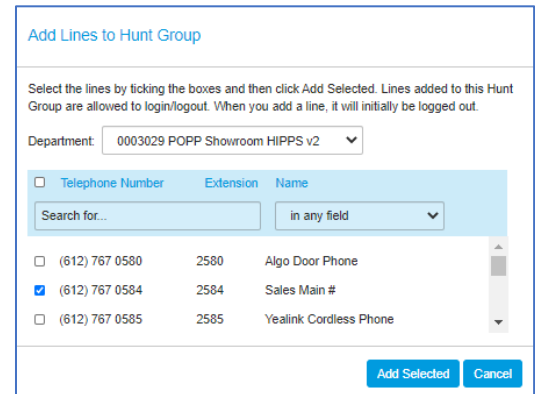 Add Lines to Hunt Group
Select the lines by ticking the boxes and then click Add Selected. Lines added to this Hunt
Group are allowed to login/logout. When you add a line, it will initially be logged out.
Department: 0003029 POPP Showroom HIPPS v2
Telephone Number Extension Name
Search for... in any field
(612) 767 0580 2580 Algo Door Phone
(612) 767 0584 2584 Sales Main #
(612) 767 0585 2585 Yealink Cordless Phone
Add Selected Cancel